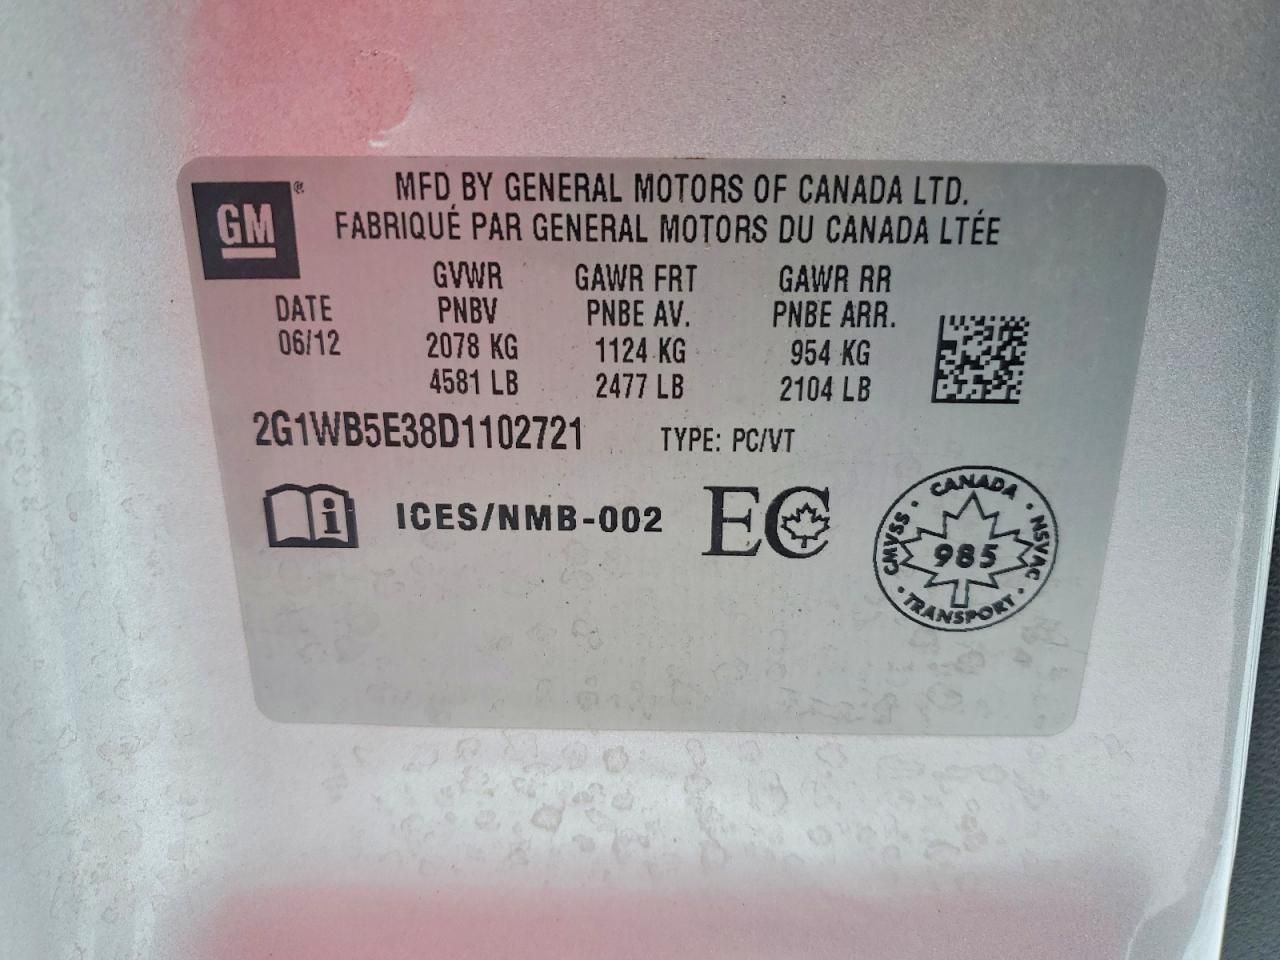 GM®
MFD BY GENERAL MOTORS OF CANADA LTD.
FABRIQUÉ PAR GENERAL MOTORS DU CANADA LTÉE
GVWR GAWR FRT GAWR RR
DATE PNBV PNBE AV. PNBE ARR.
06/12 2078 KG 1124 KG 954 KG
4581 LB 2477 LB 2104 LB
2G1WB5E38D1102721 TYPE: PC/VT
i ICES/NMB-002 EC
CANADA
CMVSS · 985 · NSVAC
TRANSPORT